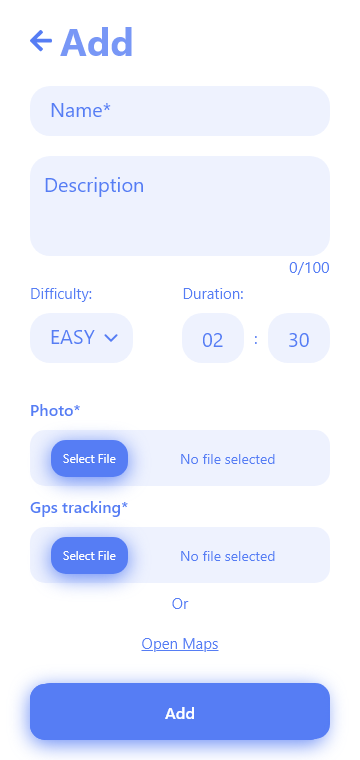 Add
Name*
Description
0/100
Difficulty: Duration:
EASY 02 : 30
Photo*
Select File No file selected
Gps tracking*
Select File No file selected
Or
Open Maps
Add